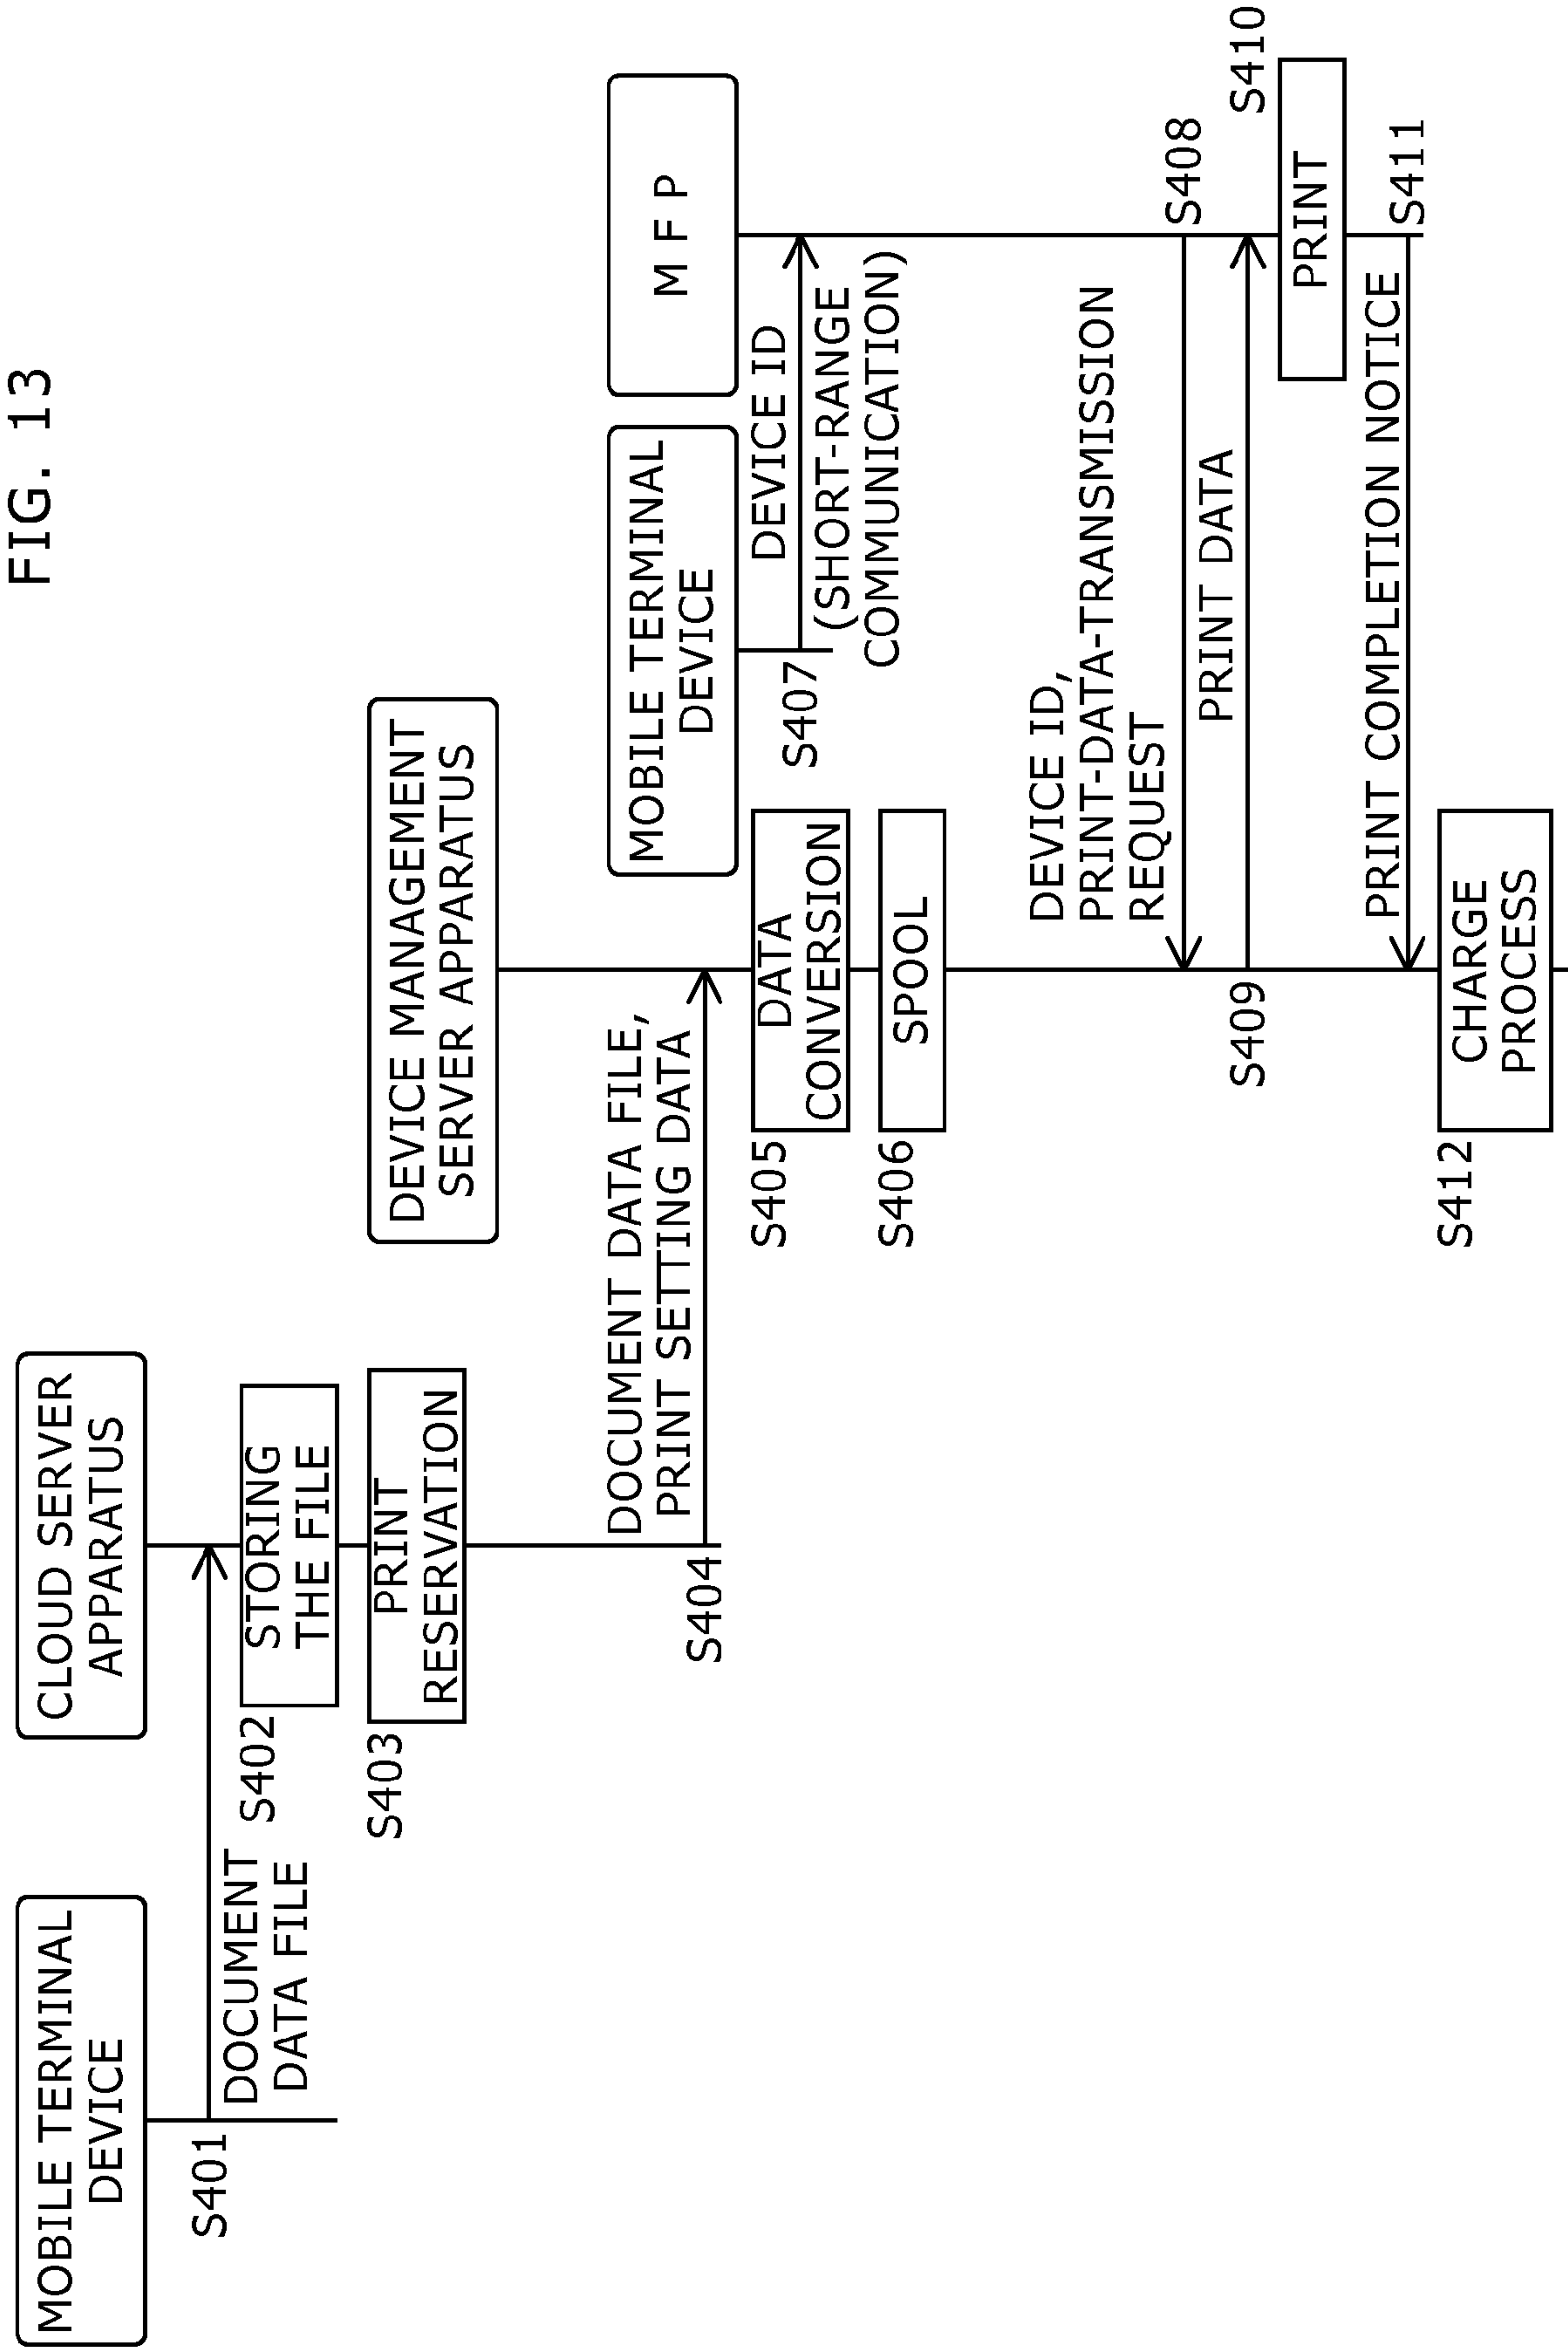 FIG. 13
MOBILE TERMINAL
DEVICE
CLOUD SERVER
APPARATUS
S401
DOCUMENT
DATA FILE
S402
STORING
THE FILE
S403
PRINT
RESERVATION
DEVICE MANAGEMENT
SERVER APPARATUS
S404
DOCUMENT DATA FILE,
PRINT SETTING DATA
MOBILE TERMINAL
DEVICE
M F P
S405
DATA
CONVERSION
S407
DEVICE ID
(SHORT-RANGE
COMMUNICATION)
S406
SPOOL
DEVICE ID,
PRINT-DATA-TRANSMISSION
REQUEST
S408
S409
PRINT DATA
S410
PRINT
PRINT COMPLETION NOTICE
S411
S412
CHARGE
PROCESS